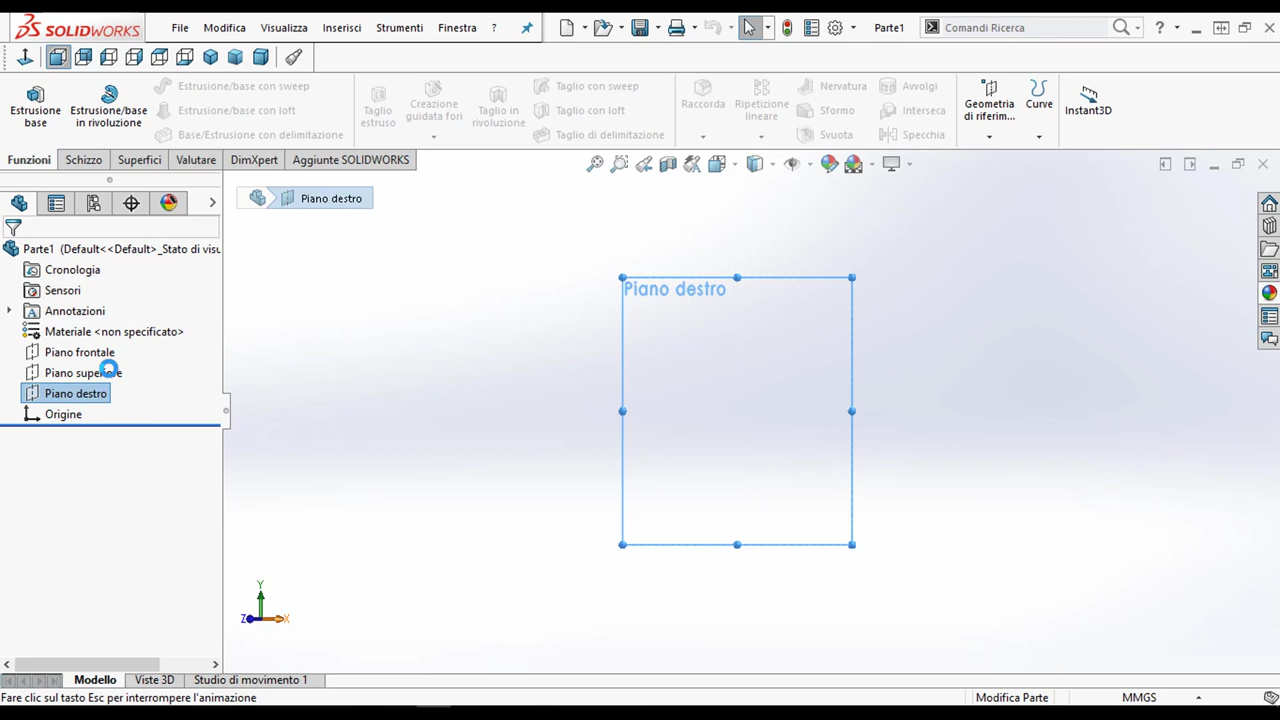 SOLIDWORKS
File
Modifica
Visualizza
Inserisci
Strumenti
Finestra
?
Parte1
Comandi Ricerca
?
Estrusione base
Estrusione/base in rivoluzione
Estrusione/base con sweep
Estrusione/base con loft
Base/Estrusione con delimitazione
Taglio estruso
Creazione guidata fori
Taglio in rivoluzione
Taglio con sweep
Taglio con loft
Taglio di delimitazione
Raccorda
Ripetizione lineare
Nervatura
Sformo
Svuota
Avvolgi
Interseca
Specchia
Geometria di riferim...
Curve
Instant3D
Funzioni
Schizzo
Superfici
Valutare
DimXpert
Aggiunte SOLIDWORKS
Piano destro
Parte1 (Default<<Default>_Stato di visu
Cronologia
Sensori
Annotazioni
Materiale <non specificato>
Piano frontale
Piano superiore
Piano destro
Origine
Piano destro
Y
Z
X
Modello
Viste 3D
Studio di movimento 1
Fare clic sul tasto Esc per interrompere l'animazione
Modifica Parte
MMGS